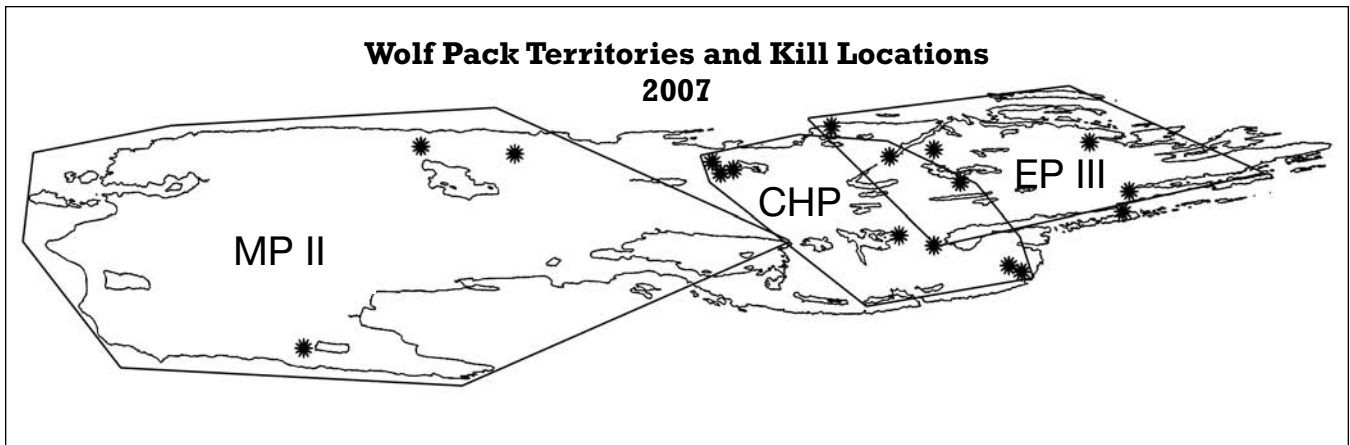 Wolf Pack Territories and Kill Locations
2007
MP II
CHP
EP III